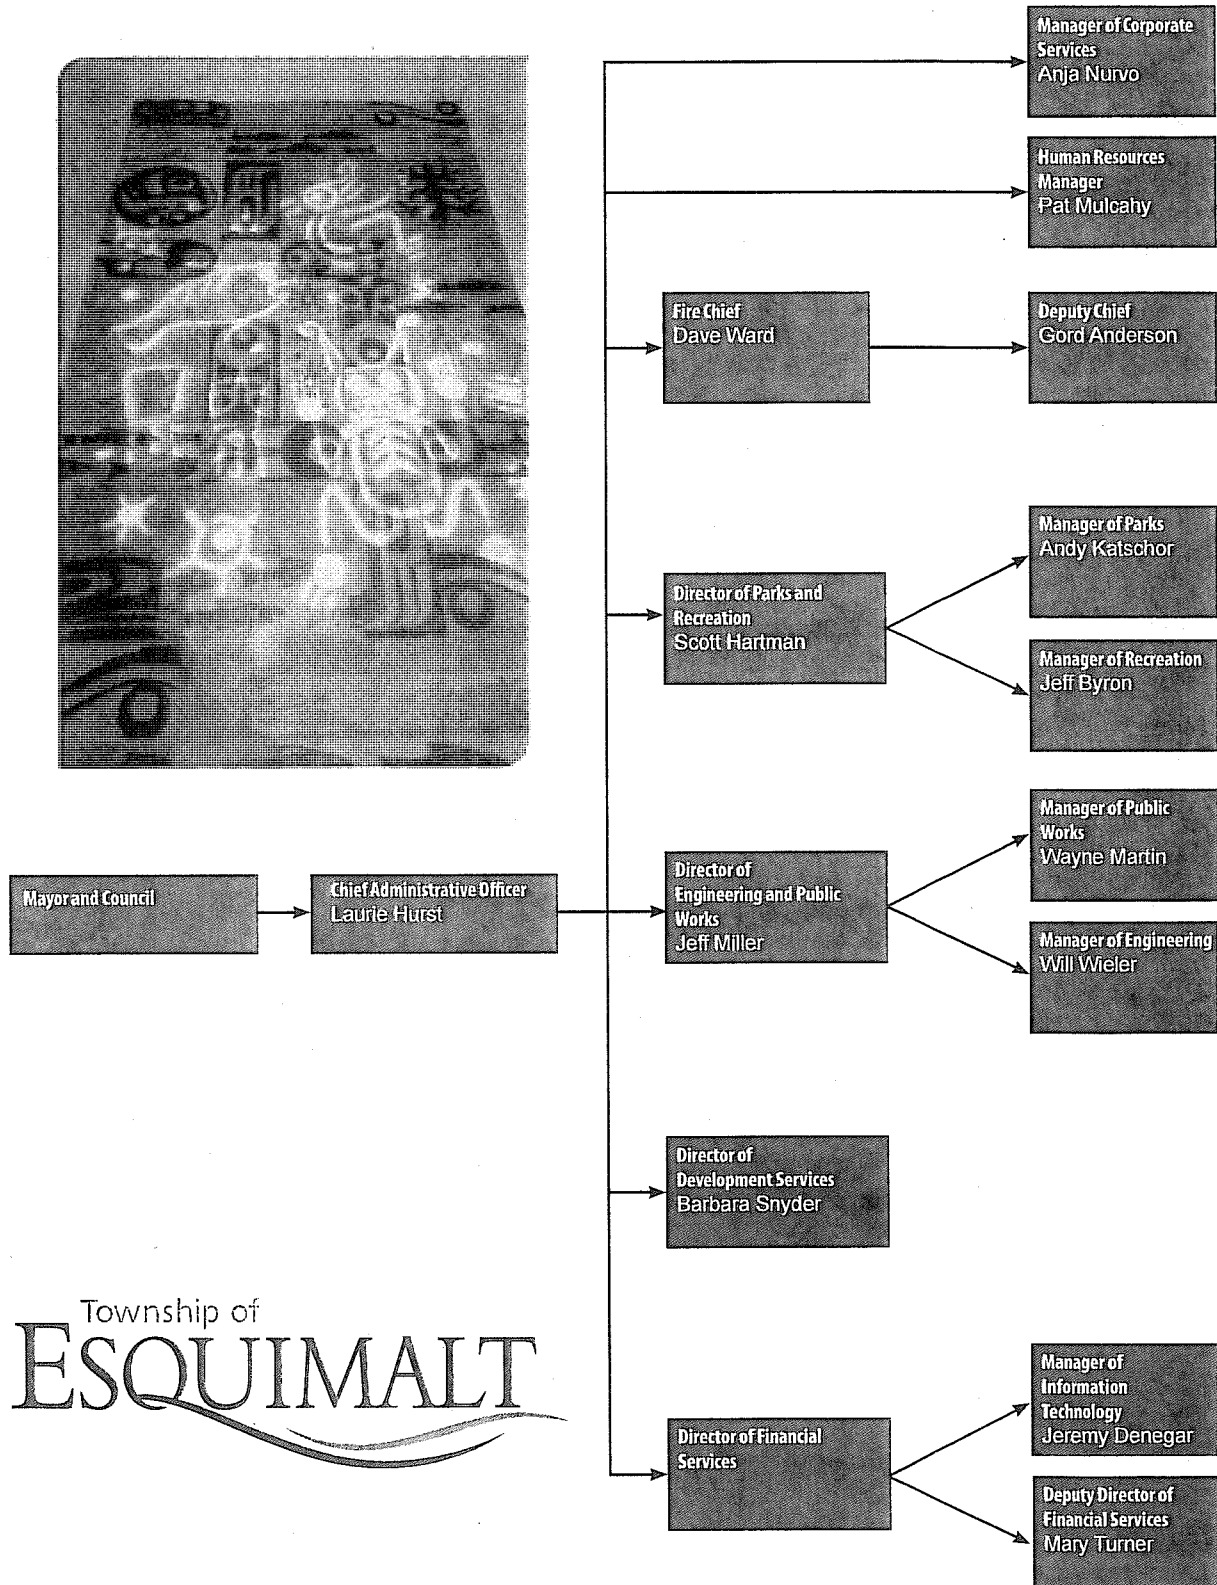 Manager of Corporate
Services
Anja Nurvo
Human Resources
Manager
Pat Mulcahy
Fire Chief
Dave Ward
Deputy Chief
Gord Anderson
Manager of Parks
Andy Katschor
Director of Parks and
Recreation
Scott Hartman
Manager of Recreation
Jeff Byron
Manager of Public
Works
Wayne Martin
Mayor and Council
Chief Administrative Officer
Laurie Hurst
Director of
Engineering and Public
Works
Jeff Miller
Manager of Engineering
Will Wieler
Director of
Development Services
Barbara Snyder
Township of
ESQUIMALT
Manager of
Information
Technology
Jeremy Denegar
Director of Financial
Services
Deputy Director of
Financial Services
Mary Turner